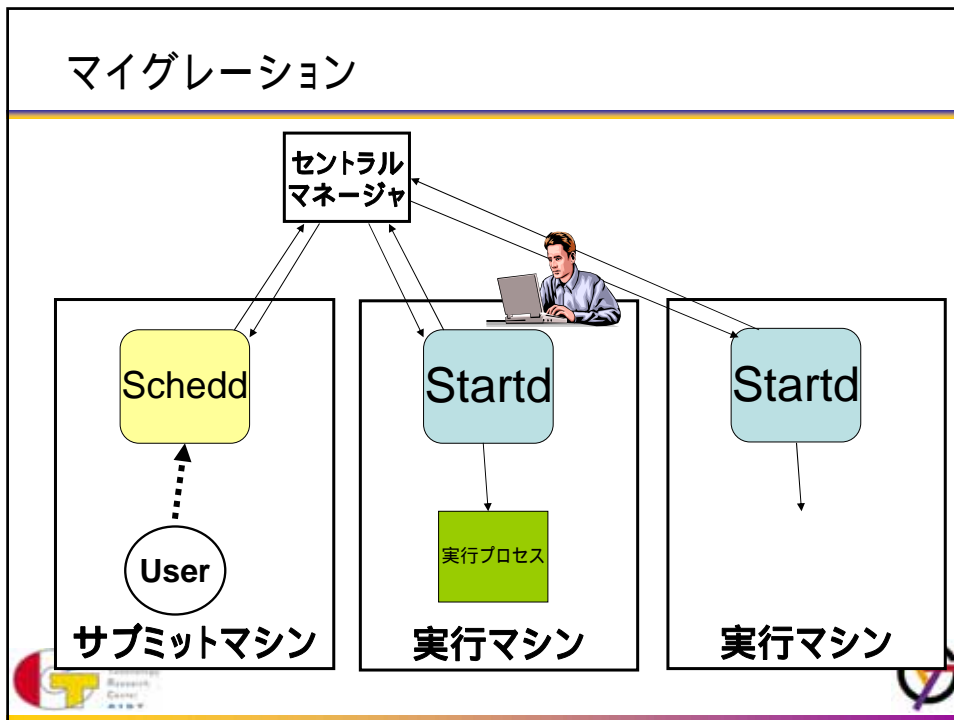 マイグレーション
セントラル
マネージャ
Schedd
Startd
Startd
実行プロセス
User
サブミットマシン
実行マシン
実行マシン
Research
Center